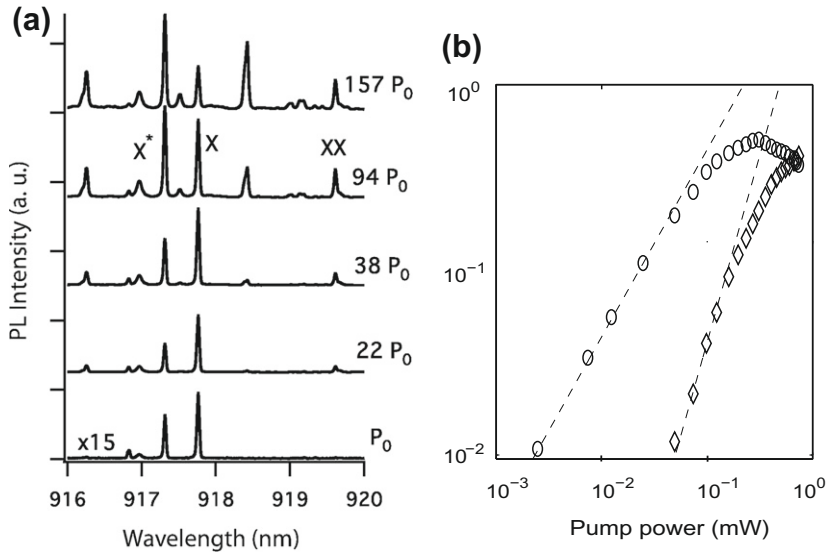 (a)
(b)
157 P0
X*
X
XX
94 P0
38 P0
22 P0
x15
P0
PL Intensity (a. u.)
916 917 918 919 920
Wavelength (nm)
10^0
10^-1
10^-2
10^-3 10^-2 10^-1 10^0
Pump power (mW)